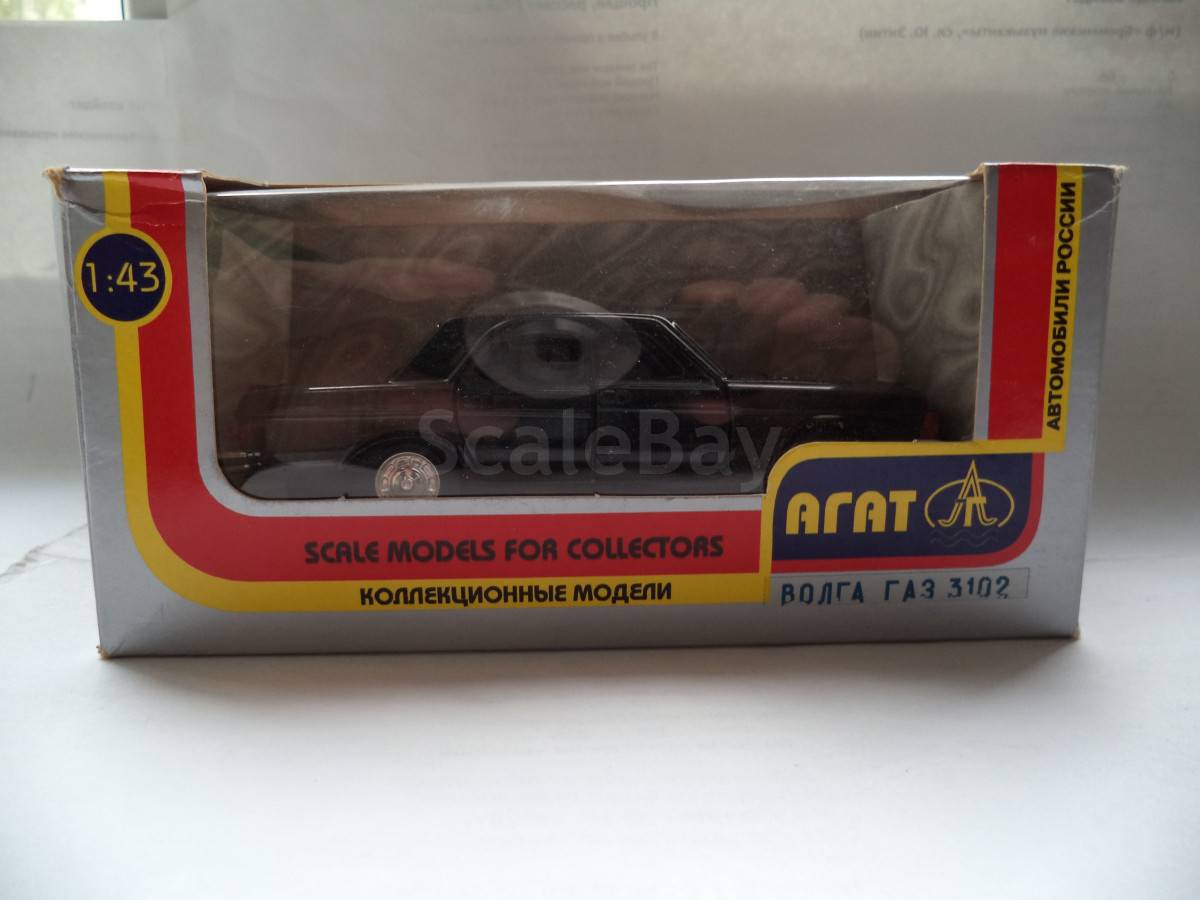 1:43
АВТОМОБИЛИ РОССИИ
ScaleBay
АГАТ
SCALE MODELS FOR COLLECTORS
КОЛЛЕКЦИОННЫЕ МОДЕЛИ
ВОЛГА ГАЗ 3102